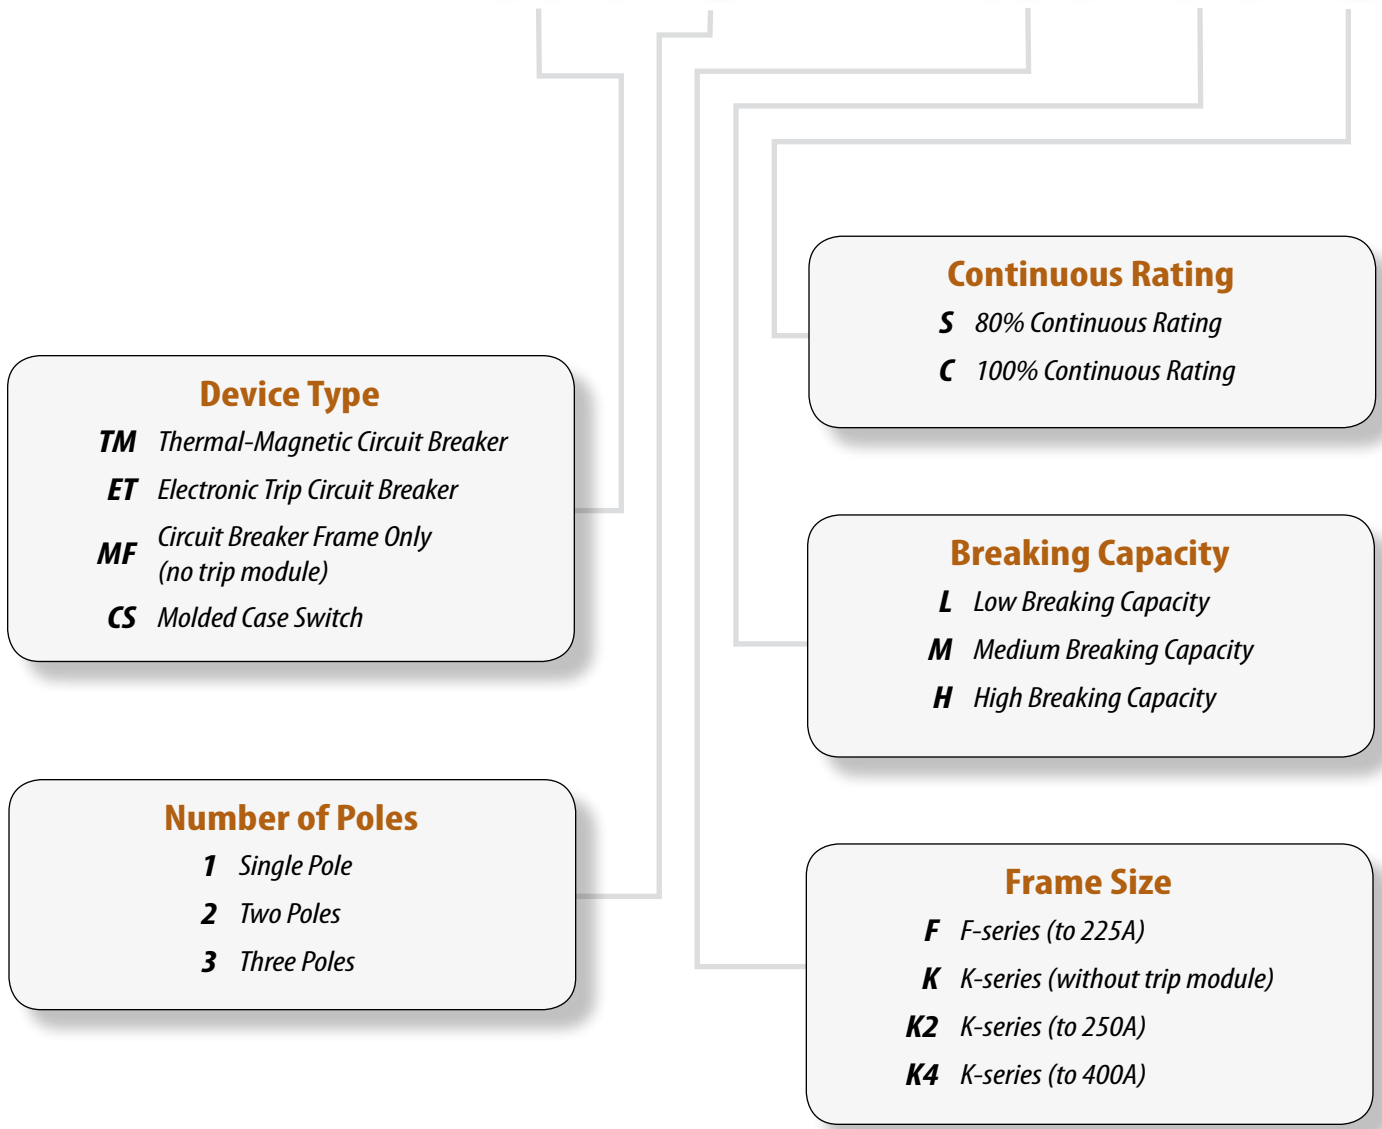 Device Type
TM Thermal-Magnetic Circuit Breaker
ET Electronic Trip Circuit Breaker
MF Circuit Breaker Frame Only
(no trip module)
CS Molded Case Switch
Number of Poles
1 Single Pole
2 Two Poles
3 Three Poles
Continuous Rating
S 80% Continuous Rating
C 100% Continuous Rating
Breaking Capacity
L Low Breaking Capacity
M Medium Breaking Capacity
H High Breaking Capacity
Frame Size
F F-series (to 225A)
K K-series (without trip module)
K2 K-series (to 250A)
K4 K-series (to 400A)